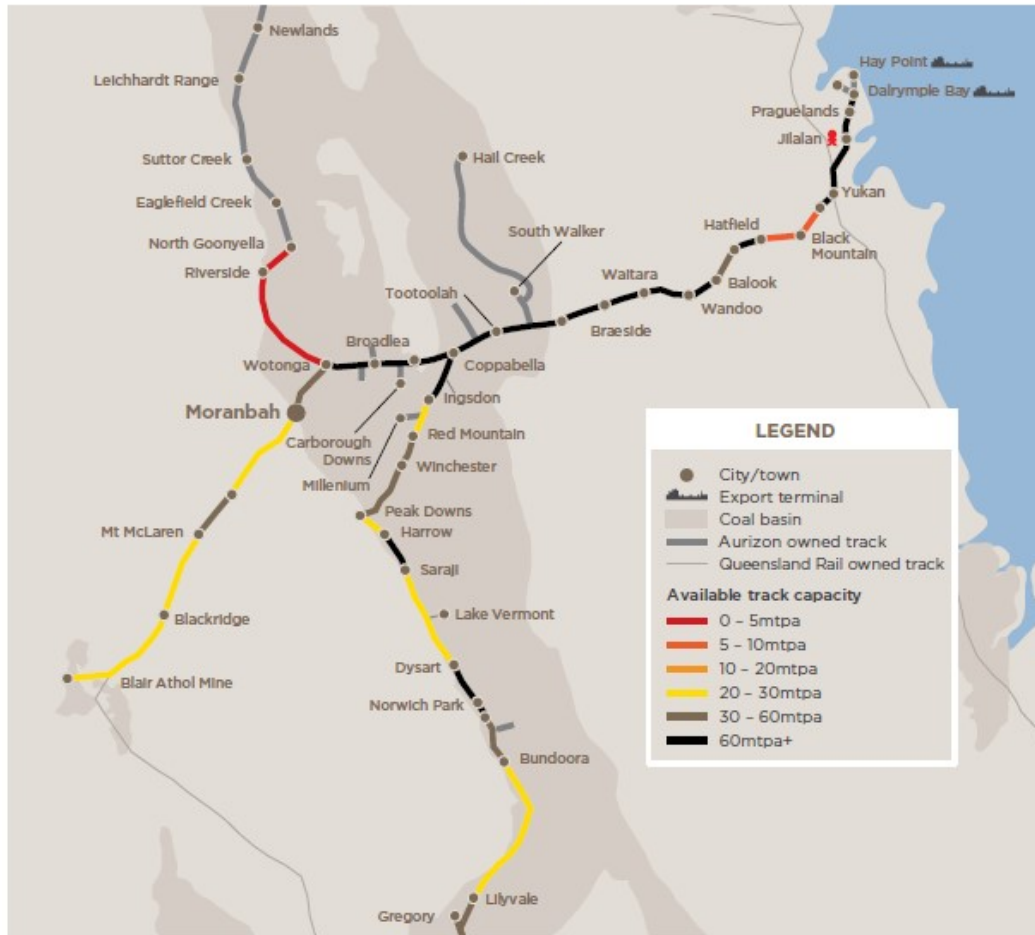 Newlands
Leichhardt Range
Suttor Creek
Eaglefield Creek
North Goonyella
Riverside
Hail Creek
South Walker
Tootoolah
Broadlea
Wotonga
Moranbah
Carborough
Downs
Millenium
Coppabella
Ingsdon
Red Mountain
Winchester
Peak Downs
Harrow
Saraji
Lake Vermont
Dysart
Norwich Park
Bundoora
Lilyvale
Gregory
Mt McLaren
Blackridge
Blair Athol Mine
Braeside
Waitara
Wandoo
Balook
Hatfield
Black
Mountain
Yukan
Jilalan
Praguelands
Dalrymple Bay
Hay Point
LEGEND
City/town
Export terminal
Coal basin
Aurizon owned track
Queensland Rail owned track
Available track capacity
0 – 5mtpa
5 – 10mtpa
10 – 20mtpa
20 – 30mtpa
30 – 60mtpa
60mtpa+